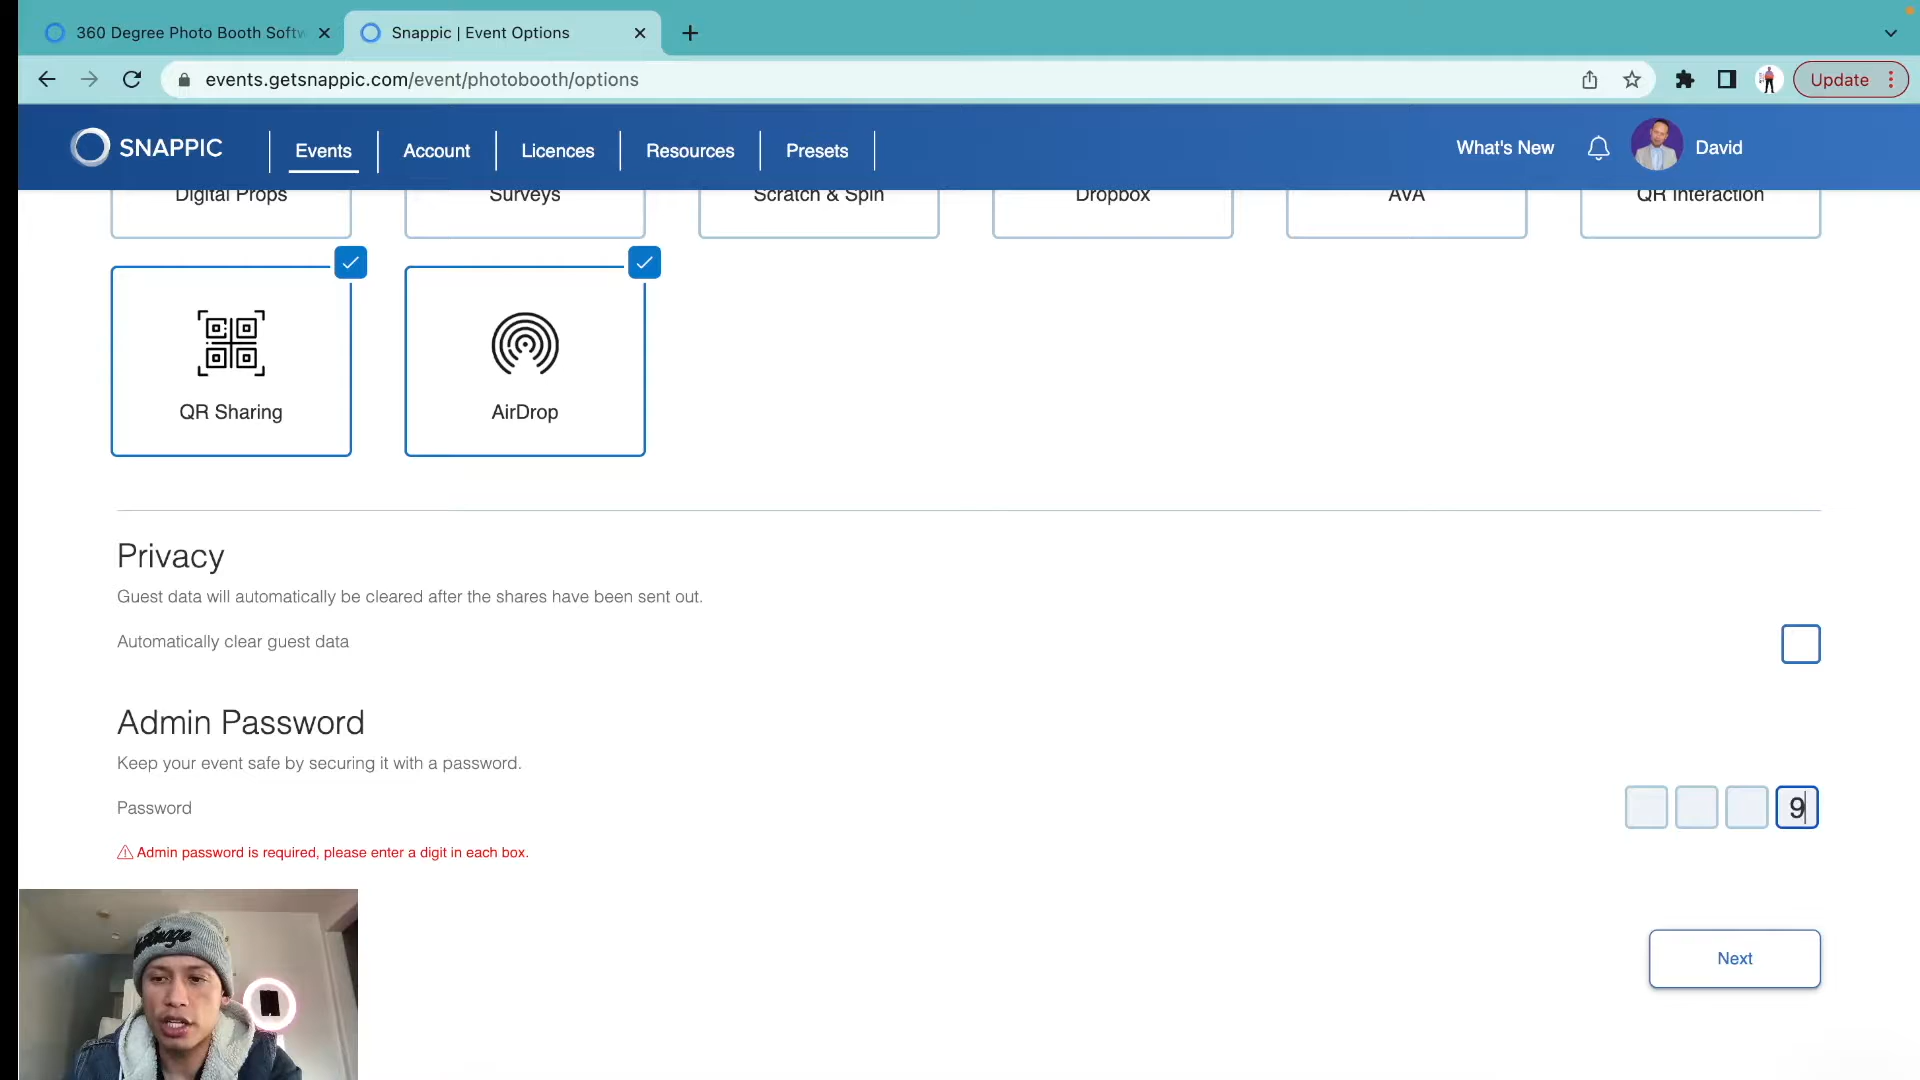 360 Degree Photo Booth Softw
Snappic | Event Options
events.getsnappic.com/event/photobooth/options
Update
SNAPPIC
Events
Account
Licences
Resources
Presets
What's New
David
Digital Props
Surveys
Scratch & Spin
Dropbox
AVA
QR Interaction
QR Sharing
AirDrop
Privacy
Guest data will automatically be cleared after the shares have been sent out.
Automatically clear guest data
Admin Password
Keep your event safe by securing it with a password.
Password
9
Admin password is required, please enter a digit in each box.
Next